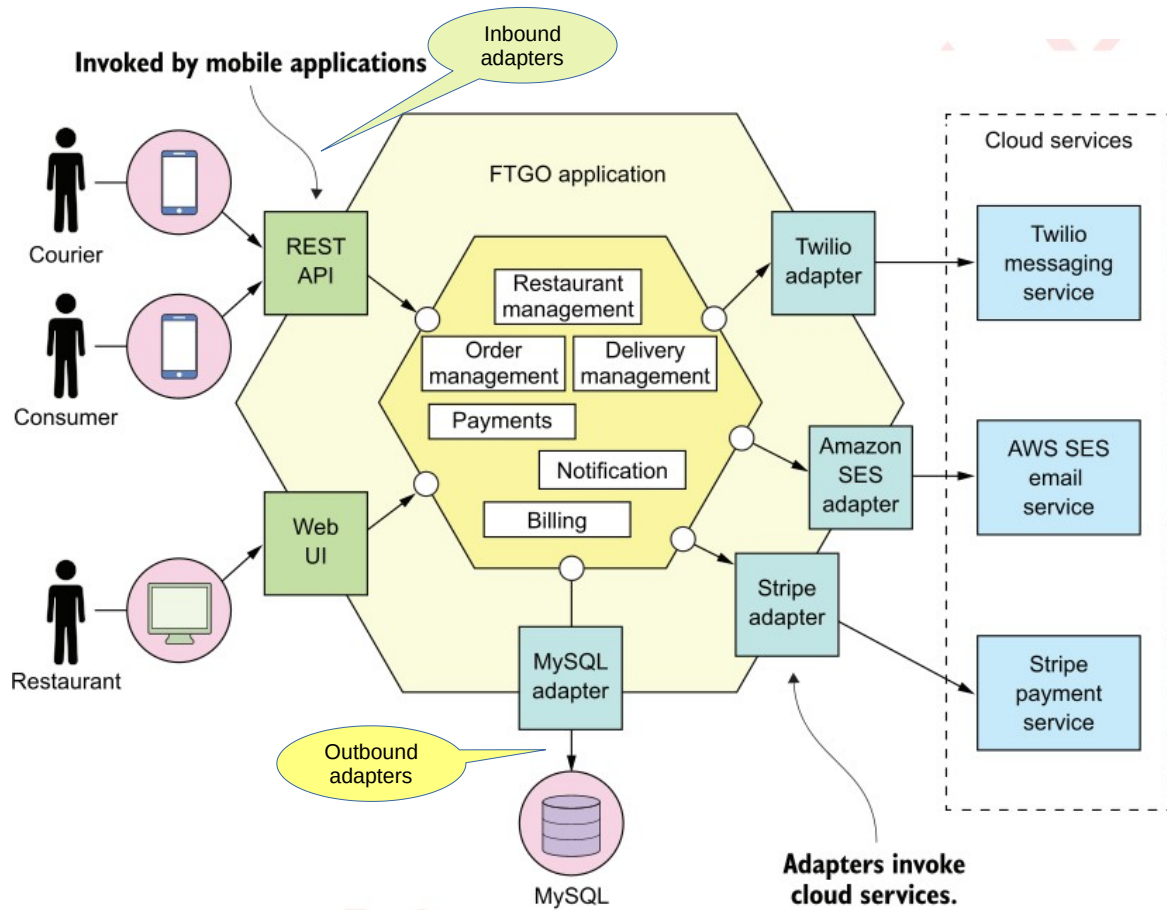 Inbound
adapters
Invoked by mobile applications
Courier
Consumer
Restaurant
REST
API
Web
UI
FTGO application
Restaurant
management
Order
management
Delivery
management
Payments
Notification
Billing
Twilio
adapter
Amazon
SES
adapter
Stripe
adapter
MySQL
adapter
Outbound
adapters
MySQL
Cloud services
Twilio
messaging
service
AWS SES
email
service
Stripe
payment
service
Adapters invoke
cloud services.